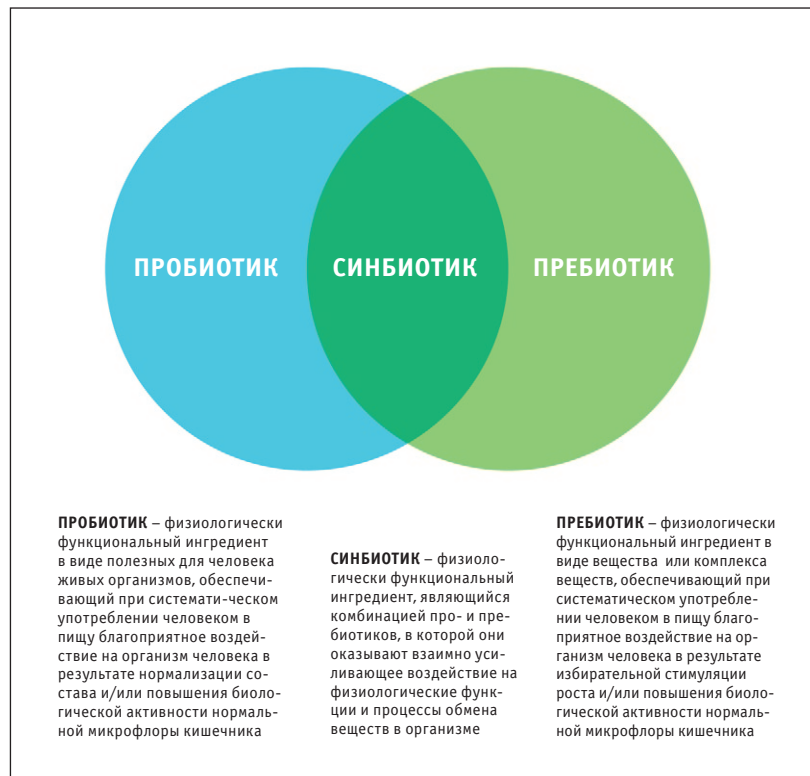 ПРОБИОТИК
СИНБИОТИК
ПРЕБИОТИК
ПРОБИОТИК – физиологически
функциональный ингредиент
в виде полезных для человека
живых организмов, обеспечи-
вающий при системати-ческом
употреблении человеком в
пищу благоприятное воздей-
ствие на организм человека в
результате нормализации со-
става и/или повышения биоло-
гической активности нормаль-
ной микрофлоры кишечника
СИНБИОТИК – физиоло-
гически функциональный
ингредиент, являющийся
комбинацией про- и пре-
биотиков, в которой они
оказывают взаимно уси-
ливающее воздействие на
физиологические функ-
ции и процессы обмена
веществ в организме
ПРЕБИОТИК – физиологически
функциональный ингредиент в
виде вещества или комплекса
веществ, обеспечивающий при
систематическом употребле-
нии человеком в пищу благо-
приятное воздействие на ор-
ганизм человека в результате
избирательной стимуляции
роста и/или повышения биоло-
гической активности нормаль-
ной микрофлоры кишечника